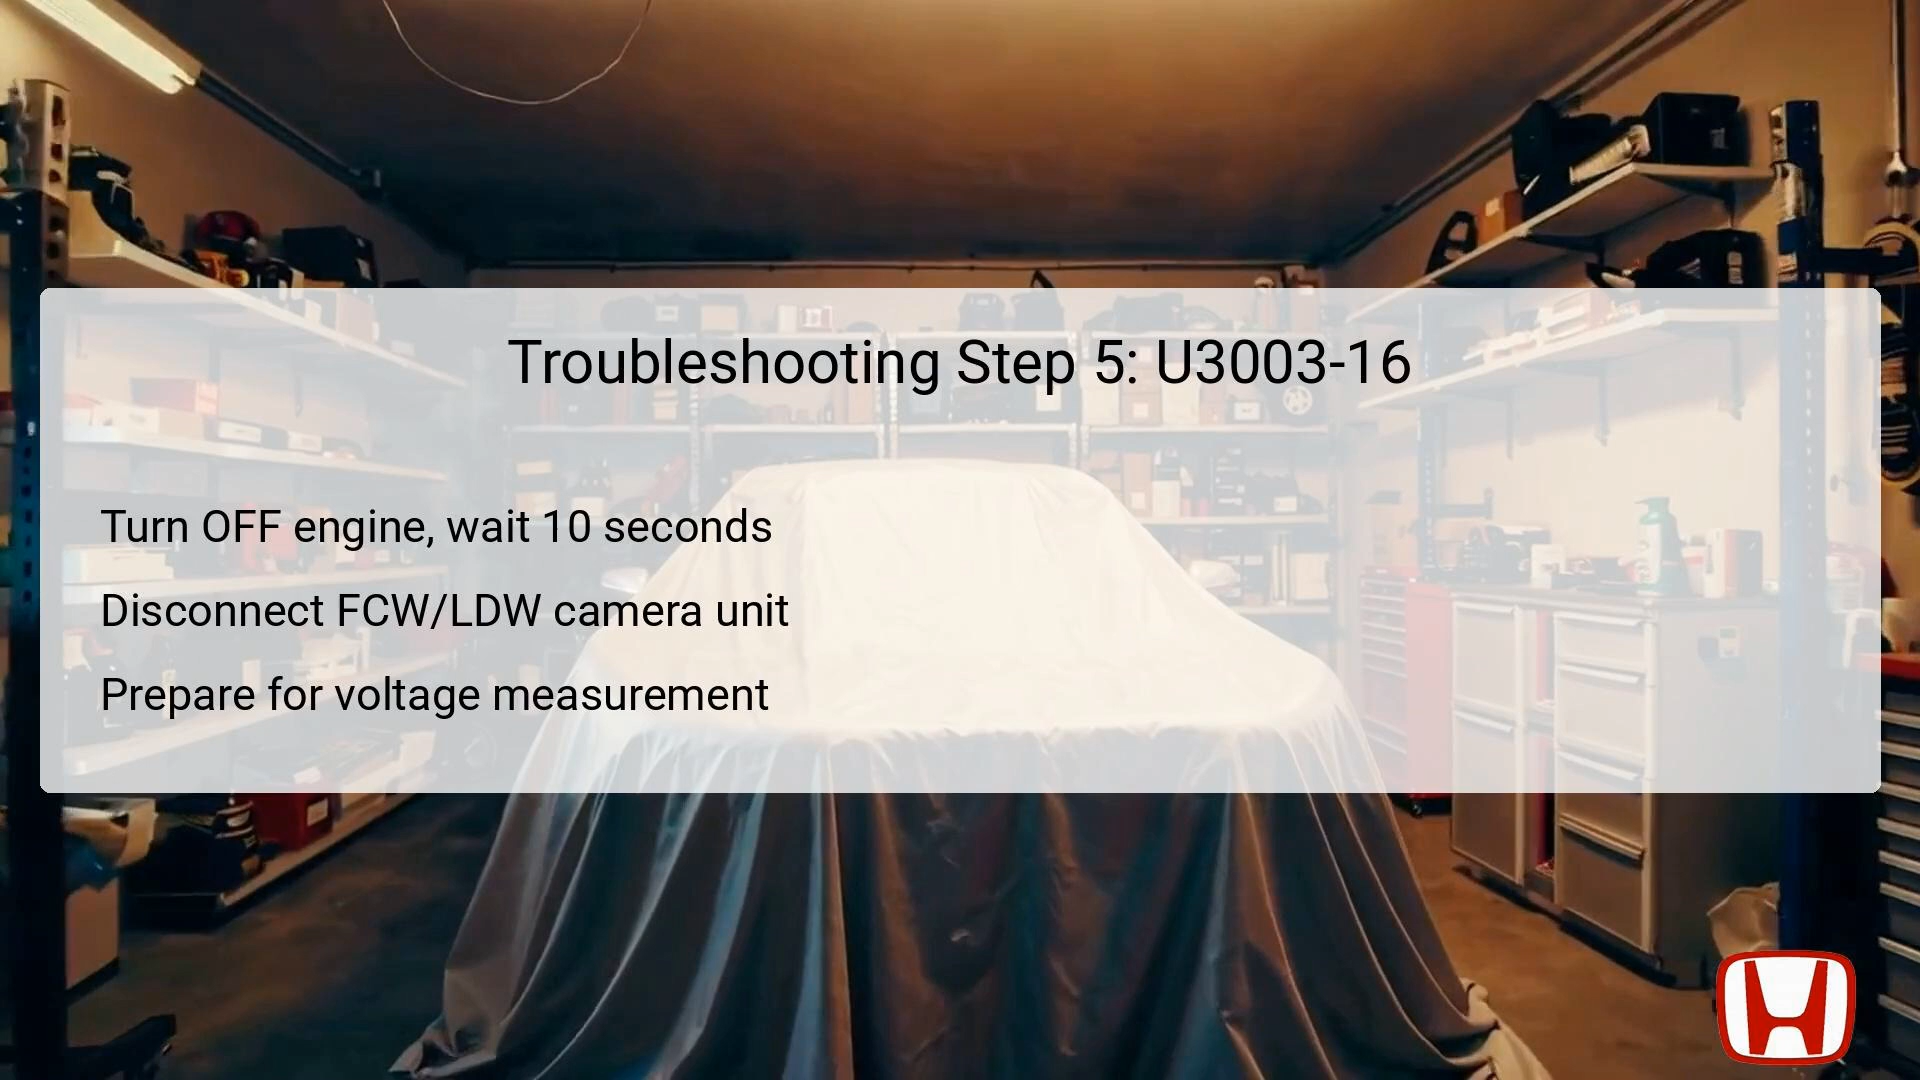 Troubleshooting Step 5: U3003-16
Turn OFF engine, wait 10 seconds
Disconnect FCW/LDW camera unit
Prepare for voltage measurement